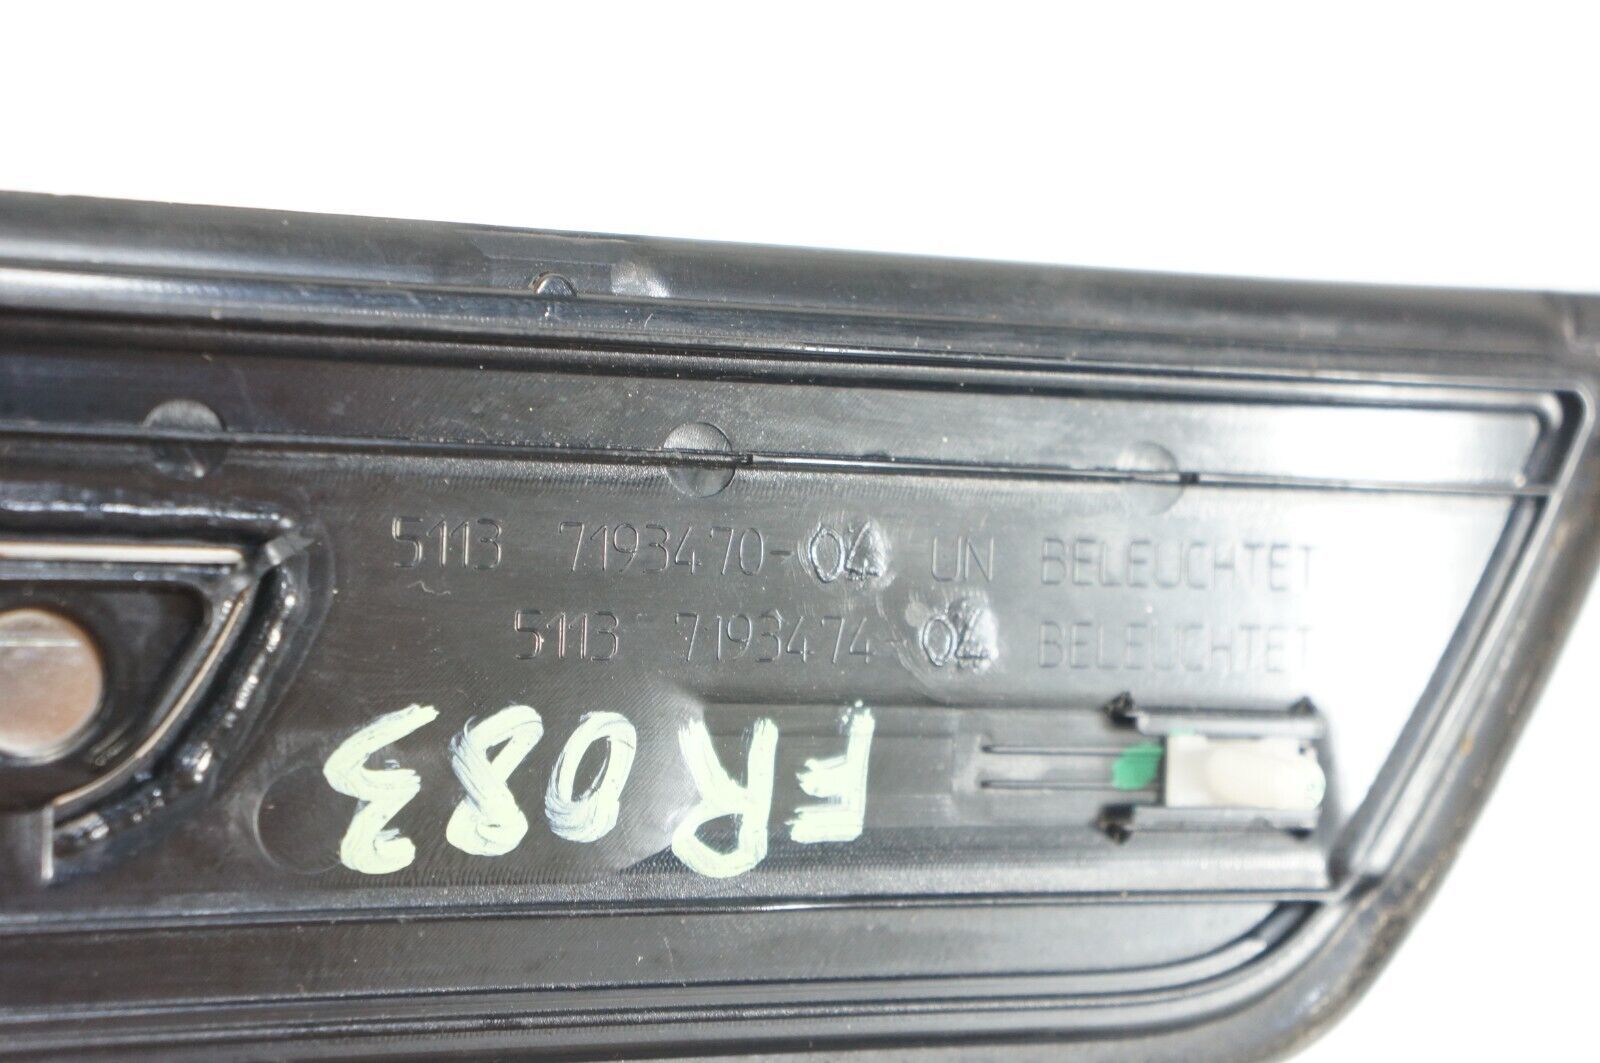 5113 7193470-04 UN BELEUCHTET
5113 7193474-04 BELEUCHTET
FR083